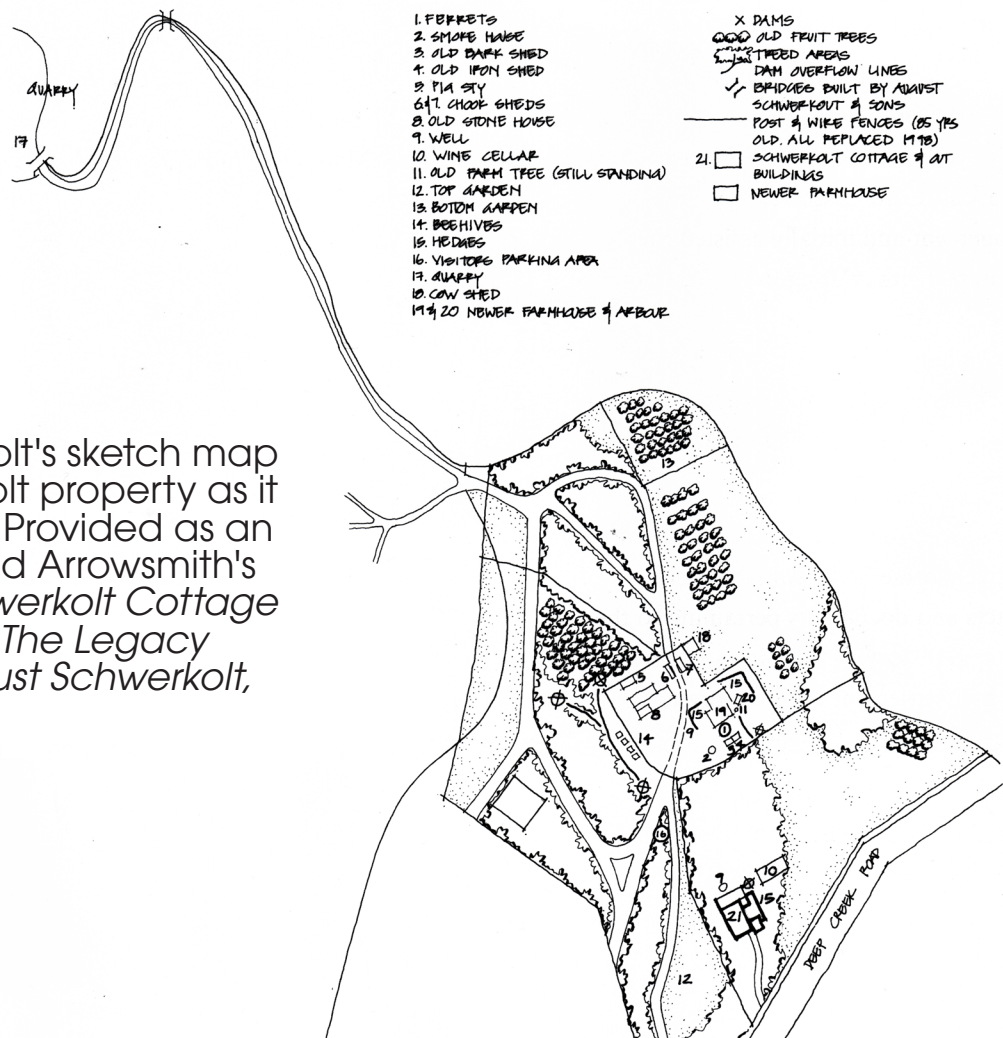 1. FERRETS
2. SMOKE HOUSE
3. OLD BARK SHED
4. OLD IRON SHED
5. PIG STY
6&7. CHOOK SHEDS
8. OLD STONE HOUSE
9. WELL
10. WINE CELLAR
11. OLD FARM TREE (STILL STANDING)
12. TOP GARDEN
13. BOTTOM GARDEN
14. BEEHIVES
15. HEDGES
16. VISITORS PARKING AREA
17. QUARRY
18. COW SHED
19 & 20 NEWER FARMHOUSE & ARBOUR
X DAMS
OLD FRUIT TREES
TREED AREAS
DAM OVERFLOW LINES
BRIDGES BUILT BY AUGUST
SCHWERKOUT & SONS
POST & WIRE FENCES (85 YRS
OLD. ALL REPLACED 1998)
21. SCHWERKOLT COTTAGE & OUT
BUILDINGS
NEWER FARMHOUSE
QUARRY
17
olt's sketch map
olt property as it
Provided as an
d Arrowsmith's
werkolt Cottage
The Legacy
ust Schwerkolt,
13
18
5
6
8
15
20
15
19
11
9
1
14
2
16
10
9
15
21
12
DEEP CREEK ROAD